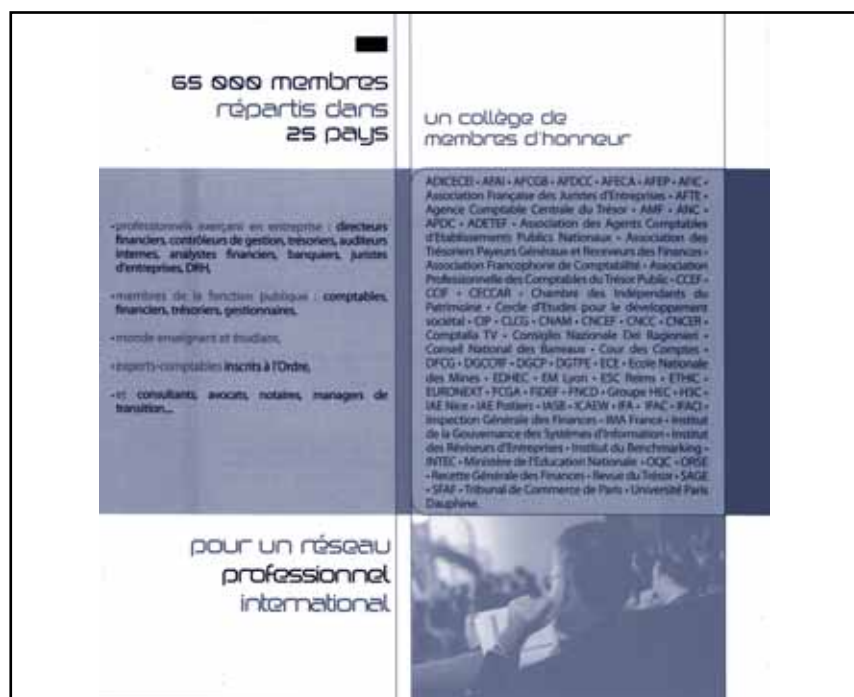 65 000 membres
répartis dans
25 pays
•professionnels exerçant en entreprise : directeurs
financiers, contrôleurs de gestion, trésoriers, auditeurs
internes, analystes financiers, banquiers, juristes
d'entreprises, DRH,
•membres de la fonction publique : comptables,
financiers, trésoriers, gestionnaires,
•monde enseignant et étudiant,
•experts-comptables inscrits à l'Ordre,
•et consultants, avocats, notaires, managers de
transition...
pour un réseau
professionnel
international
un collège de
membres d'honneur
ADICECEI • AFAI • AFCGB • AFDCC • AFECA • AFEP • AFIC •
Association Française des Juristes d'Entreprises • AFTE •
Agence Comptable Centrale du Trésor • AMF • ANC •
APDC • ADETEF • Association des Agents Comptables
d'Etablissements Publics Nationaux • Association des
Trésoriers Payeurs Généraux et Receveurs des Finances •
Association Francophone de Comptabilité • Association
Professionnelle des Comptables du Trésor Public • CCEF •
CCIF • CECCAR • Chambre des Indépendants du
Patrimoine • Cercle d'Etudes pour le développement
sociétal • CIP • CLCG • CNAM • CNCEF • CNCC • CNCER •
Comptalia TV • Consiglio Nazionale Dei Ragionieri •
Conseil National des Barreaux • Cour des Comptes •
DFCG • DGCCRF • DGCP • DGTPE • ECE • Ecole Nationale
des Mines • EDHEC • EM Lyon • ESC Reims • ETHIC •
EURONEXT • FCGA • FIDEF • FNCD • Groupe HEC • H3C •
IAE Nice • IAE Poitiers • IASB • ICAEW • IFA • IFAC • IFACI •
Inspection Générale des Finances • IMA France • Institut
de la Gouvernance des Systèmes d'Information • Institut
des Réviseurs d'Entreprises • Institut du Benchmarking •
INTEC • Ministère de l'Education Nationale • OQIC • ORSE
• Recette Générale des Finances • Revue du Trésor • SAGE
• SFAF • Tribunal de Commerce de Paris • Université Paris
Dauphine.